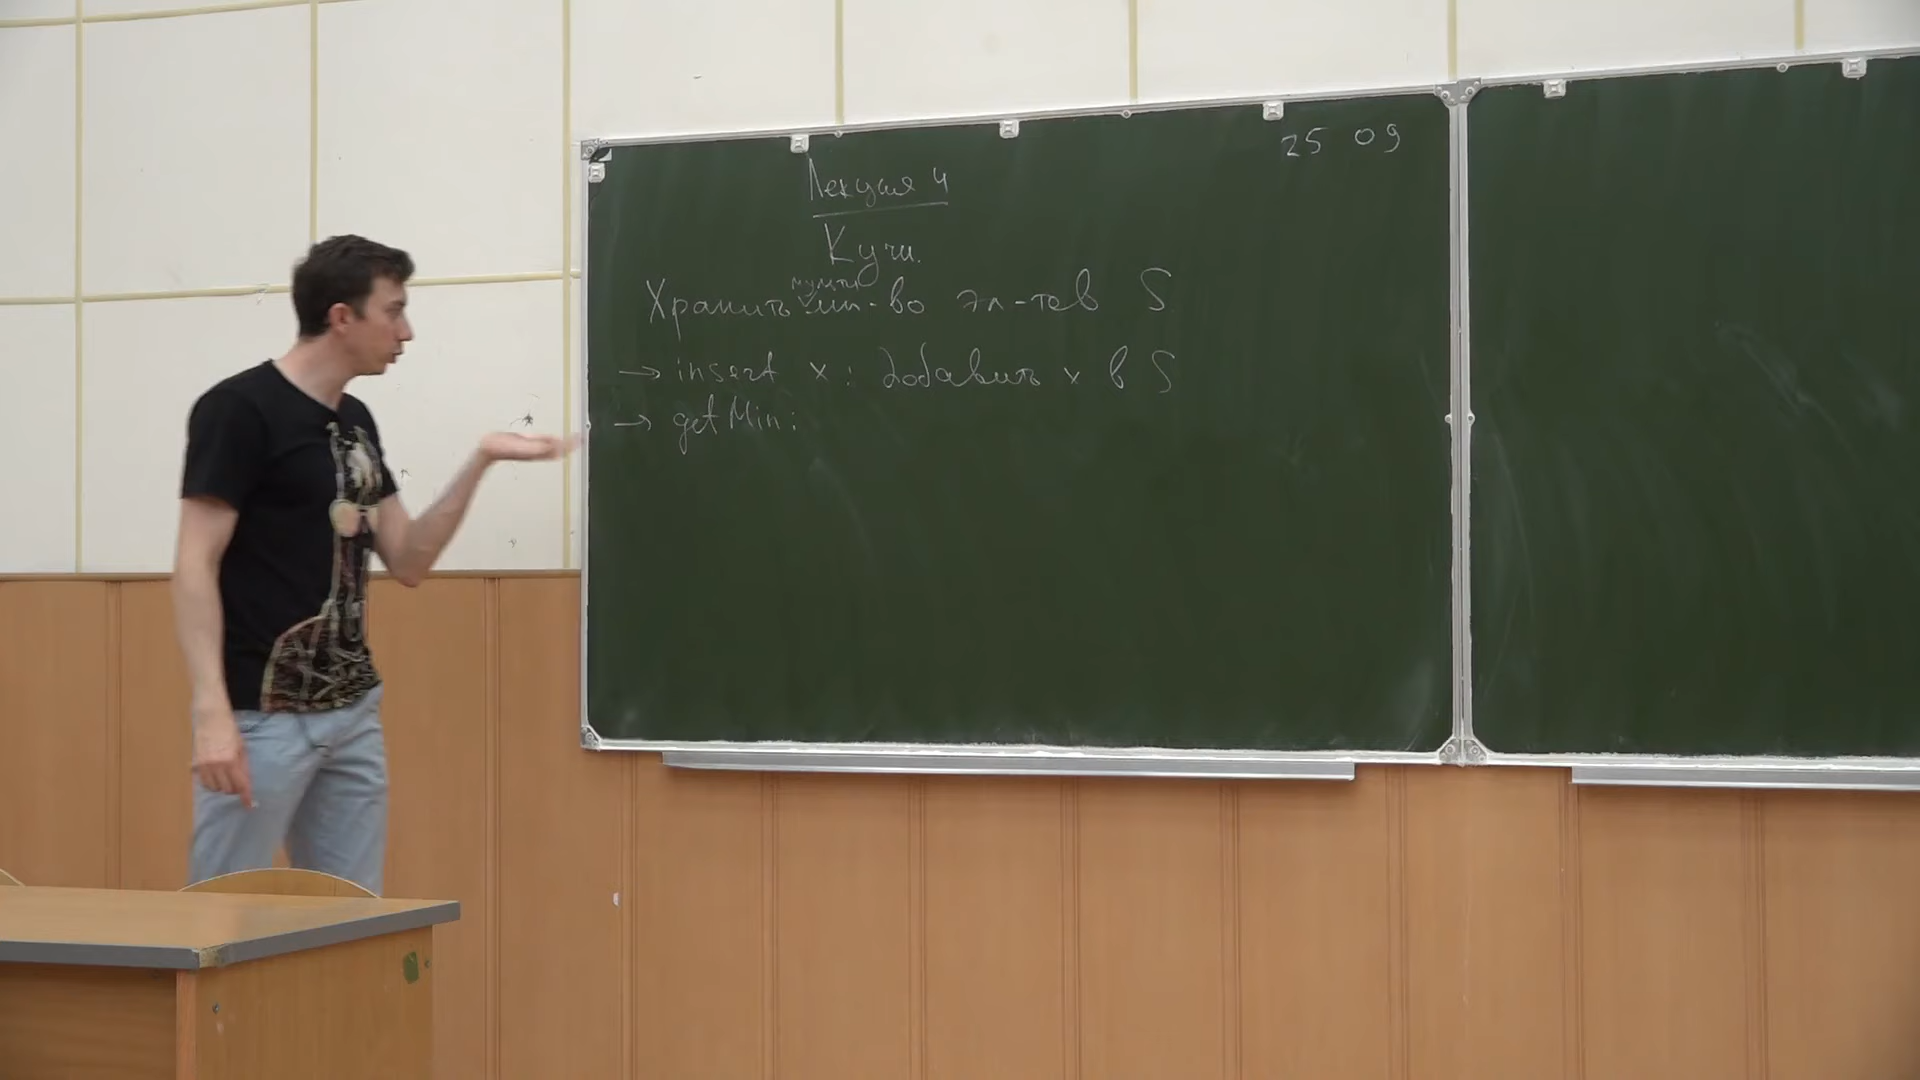 25 09
Лекция 4
Кучи.
Хранить мульти мн-во эл-тов S
→ insert x: добавить x в S
→ getMin: